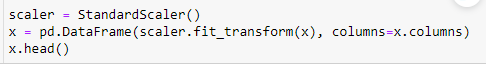 scaler = StandardScaler()
x = pd.DataFrame(scaler.fit_transform(x), columns=x.columns)
x.head()